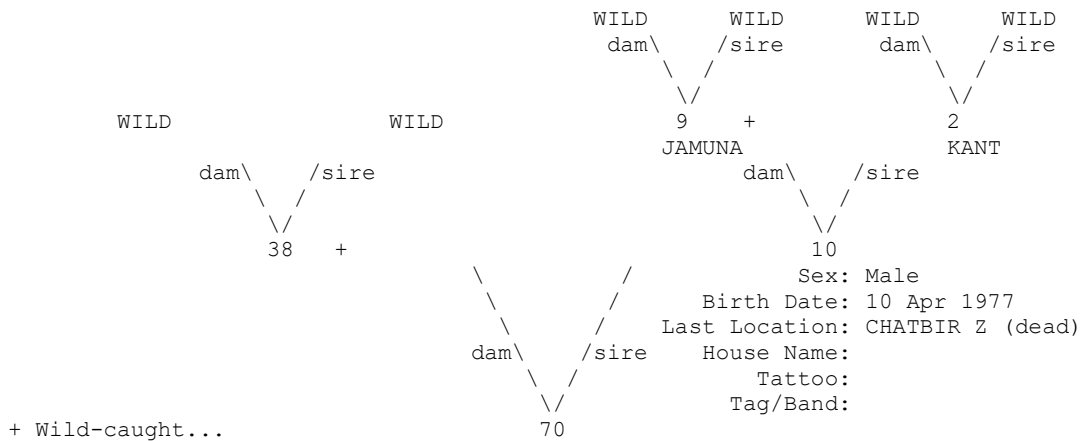 WILD WILD WILD WILD
dam\ /sire dam\ /sire
\ / \ /
\/ \/
WILD WILD 9 + 2
JAMUNA KANT
dam\ /sire dam\ /sire
\ / \ /
\/ \/
38 + 10
\ / Sex: Male
\ / Birth Date: 10 Apr 1977
\ / Last Location: CHATBIR Z (dead)
dam\ /sire House Name:
\ / Tattoo:
\/ Tag/Band:
+ Wild-caught... 70